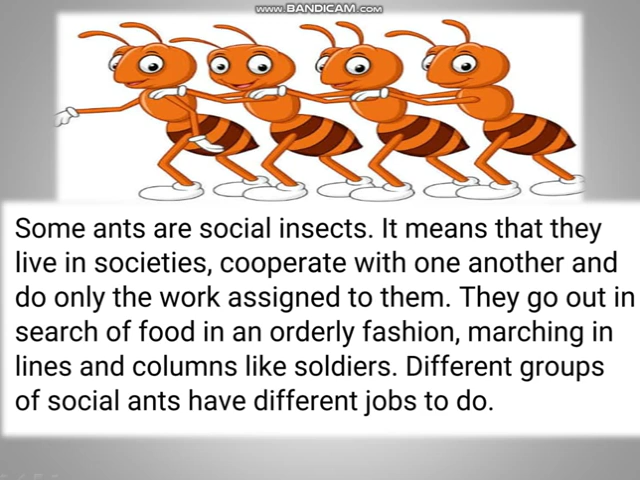 www.BANDICAM.com
Some ants are social insects. It means that they
live in societies, cooperate with one another and
do only the work assigned to them. They go out in
search of food in an orderly fashion, marching in
lines and columns like soldiers. Different groups
of social ants have different jobs to do.